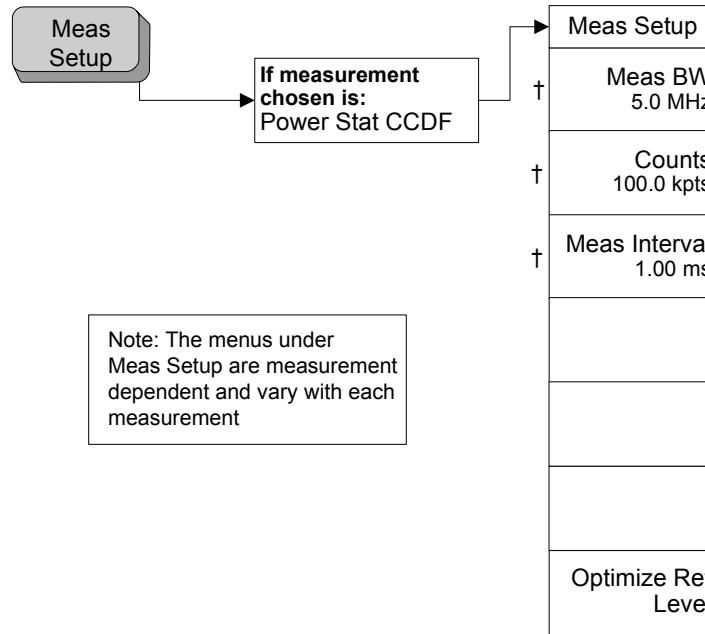 Meas
Setup
If measurement
chosen is:
Power Stat CCDF
Meas Setup
†
Meas BW
5.0 MHz
†
Counts
100.0 kpts
†
Meas Interva
1.00 ms
Note: The menus under
Meas Setup are measurement
dependent and vary with each
measurement
Optimize Re
Leve